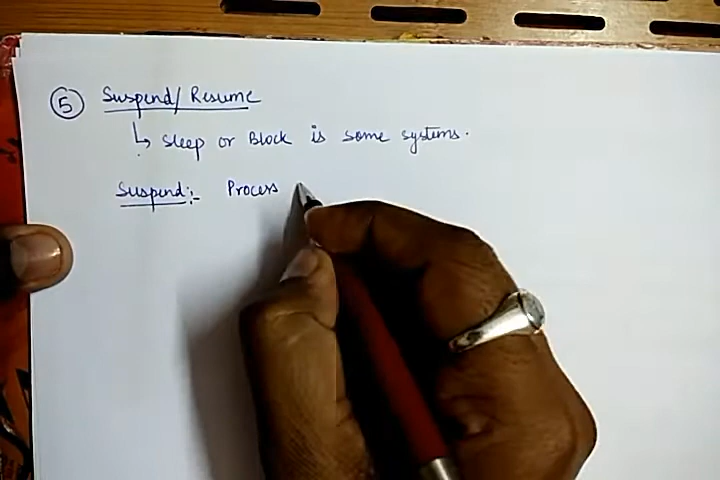 ⑤ Suspend/Resume
↳ Sleep or Block is some systems.
Suspend:- Process